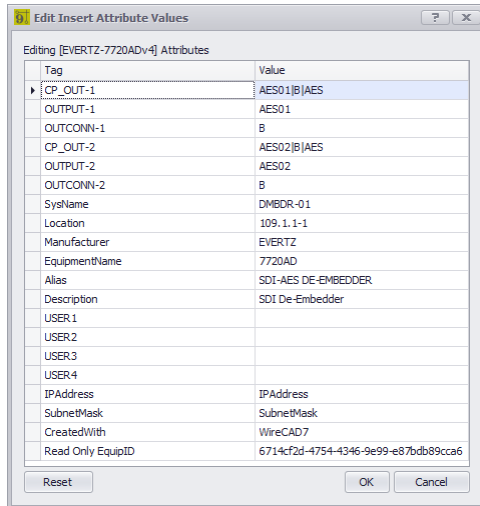 9 Edit Insert Attribute Values ? x
Editing [EVERTZ-7720ADv4] Attributes
Tag Value
CP_OUT-1 AES01|B|AES
OUTPUT-1 AES01
OUTCONN-1 B
CP_OUT-2 AES02|B|AES
OUTPUT-2 AES02
OUTCONN-2 B
SysName DMBDR-01
Location 109.1.1-1
Manufacturer EVERTZ
EquipmentName 7720AD
Alias SDI-AES DE-EMBEDDER
Description SDI De-Embedder
USER1
USER2
USER3
USER4
IPAddress IPAddress
SubnetMask SubnetMask
CreatedWith WireCAD7
Read Only EquipID 6714cf2d-4754-4346-9e99-e87bdb89cca6
Reset OK Cancel